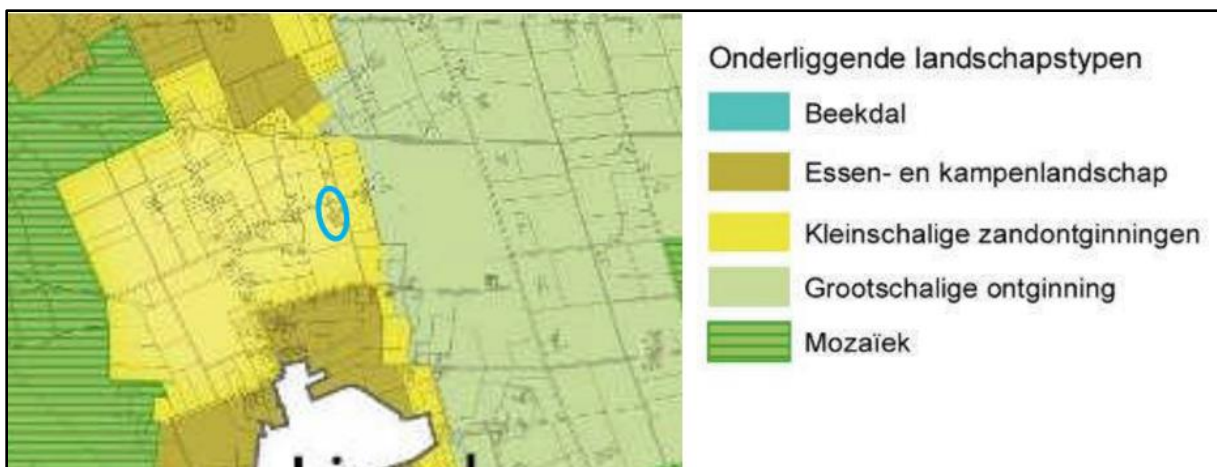 Onderliggende landschapstypen
Beekdal
Essen- en kampenlandschap
Kleinschalige zandontginningen
Grootschalige ontginning
Mozaïek